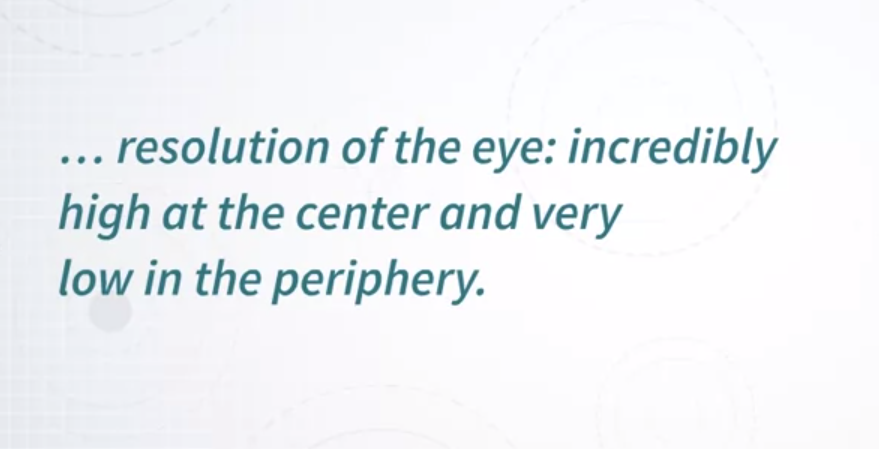 … resolution of the eye: incredibly
high at the center and very
low in the periphery.